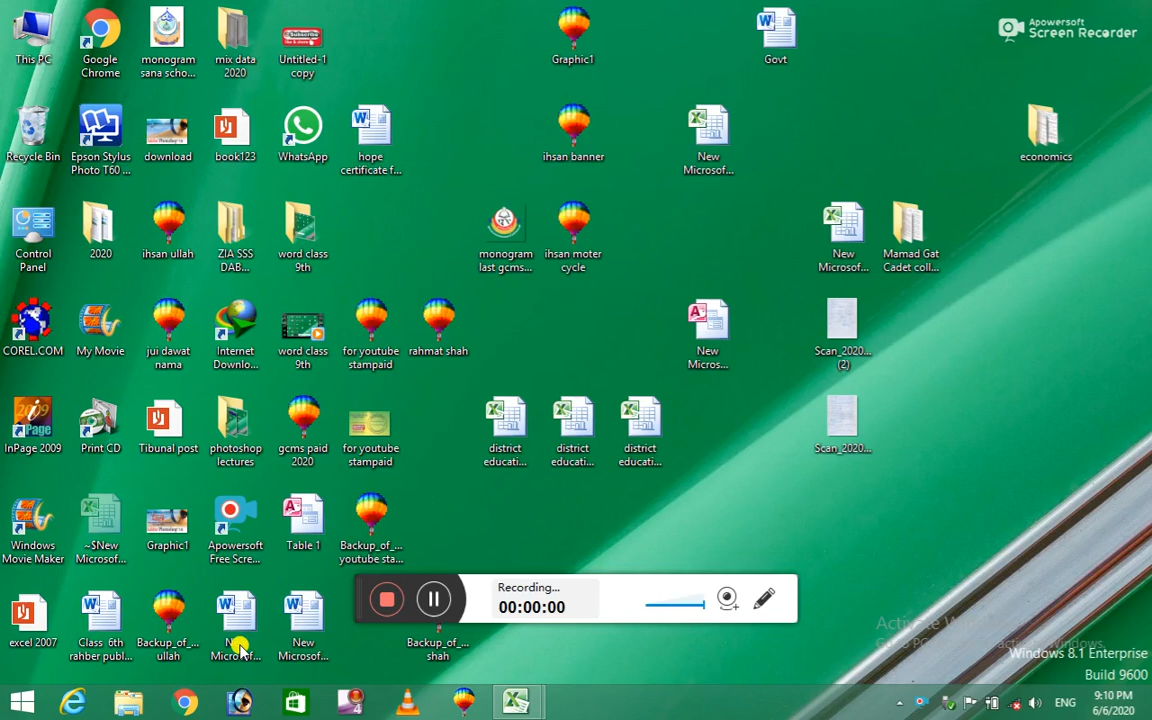 This PC
Google
Chrome
monogram
sana scho...
mix data
2020
Untitled-1
copy
Graphic1
Govt
Apowersoft
Screen Recorder
Recycle Bin
Epson Stylus
Photo T60 ...
download
book123
WhatsApp
hope
certificate f...
ihsan banner
New
Microsof...
economics
Control
Panel
2020
ihsan ullah
ZIA SSS
DAB...
word class
9th
monogram
last gcms...
ihsan moter
cycle
New
Microsof...
Mamad Gat
Cadet coll...
COREL.COM
My Movie
jui dawat
nama
Internet
Downlo...
word class
9th
for youtube
stampaid
rahmat shah
New
Micros...
Scan_2020...
(2)
InPage 2009
Print CD
Tibunal post
photoshop
lectures
gcms paid
2020
for youtube
stampaid
district
educati...
district
educati...
district
educati...
Scan_2020...
Windows
Movie Maker
~$New
Microsof...
Graphic1
Apowersoft
Free Scre...
Table 1
Backup_of_...
youtube sta...
Recording...
00:00:00
excel 2007
Class 6th
rahber publ...
Backup_of_...
ullah
Microsof...
New
Microsof...
Backup_of_...
shah
Windows 8.1 Enterprise
Build 9600
ENG
9:10 PM
6/6/2020